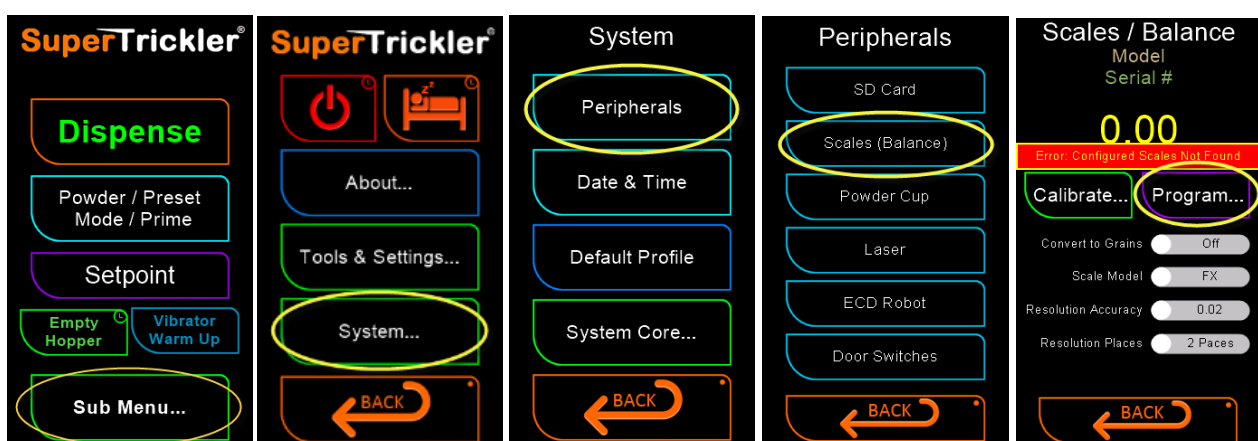 SuperTrickler®
Dispense
Powder / Preset
Mode / Prime
Setpoint
Empty
Hopper
L
Vibrator
Warm Up
Sub Menu...
SuperTrickler®
L
zzz
L
About...
Tools & Settings...
System...
BACK
System
Peripherals
Date & Time
Default Profile
System Core...
BACK
Peripherals
SD Card
Scales (Balance)
Powder Cup
Laser
ECD Robot
Door Switches
BACK
Scales / Balance
Model
Serial #
0.00
Error: Configured Scales Not Found
Calibrate...
Program...
Convert to Grains
Off
Scale Model
FX
Resolution Accuracy
0.02
Resolution Places
2 Paces
BACK